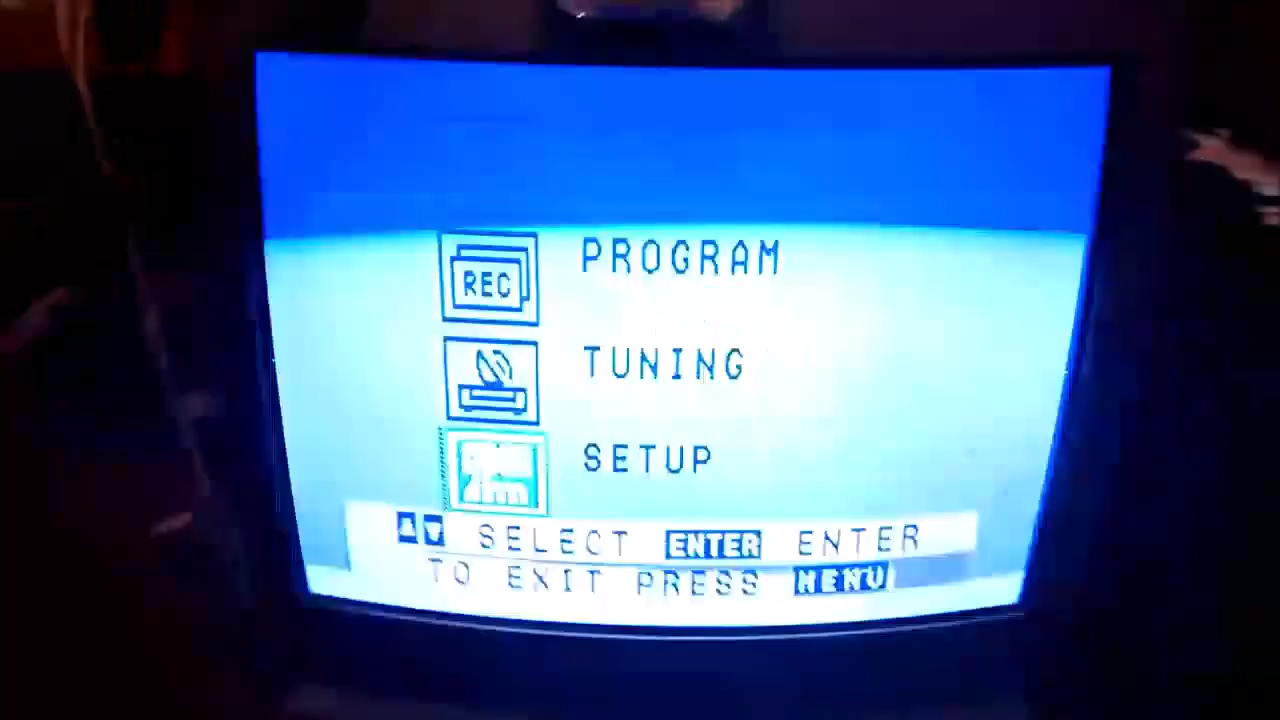 REC PROGRAM
TUNING
SETUP
SELECT ENTER ENTER
TO EXIT PRESS MENU